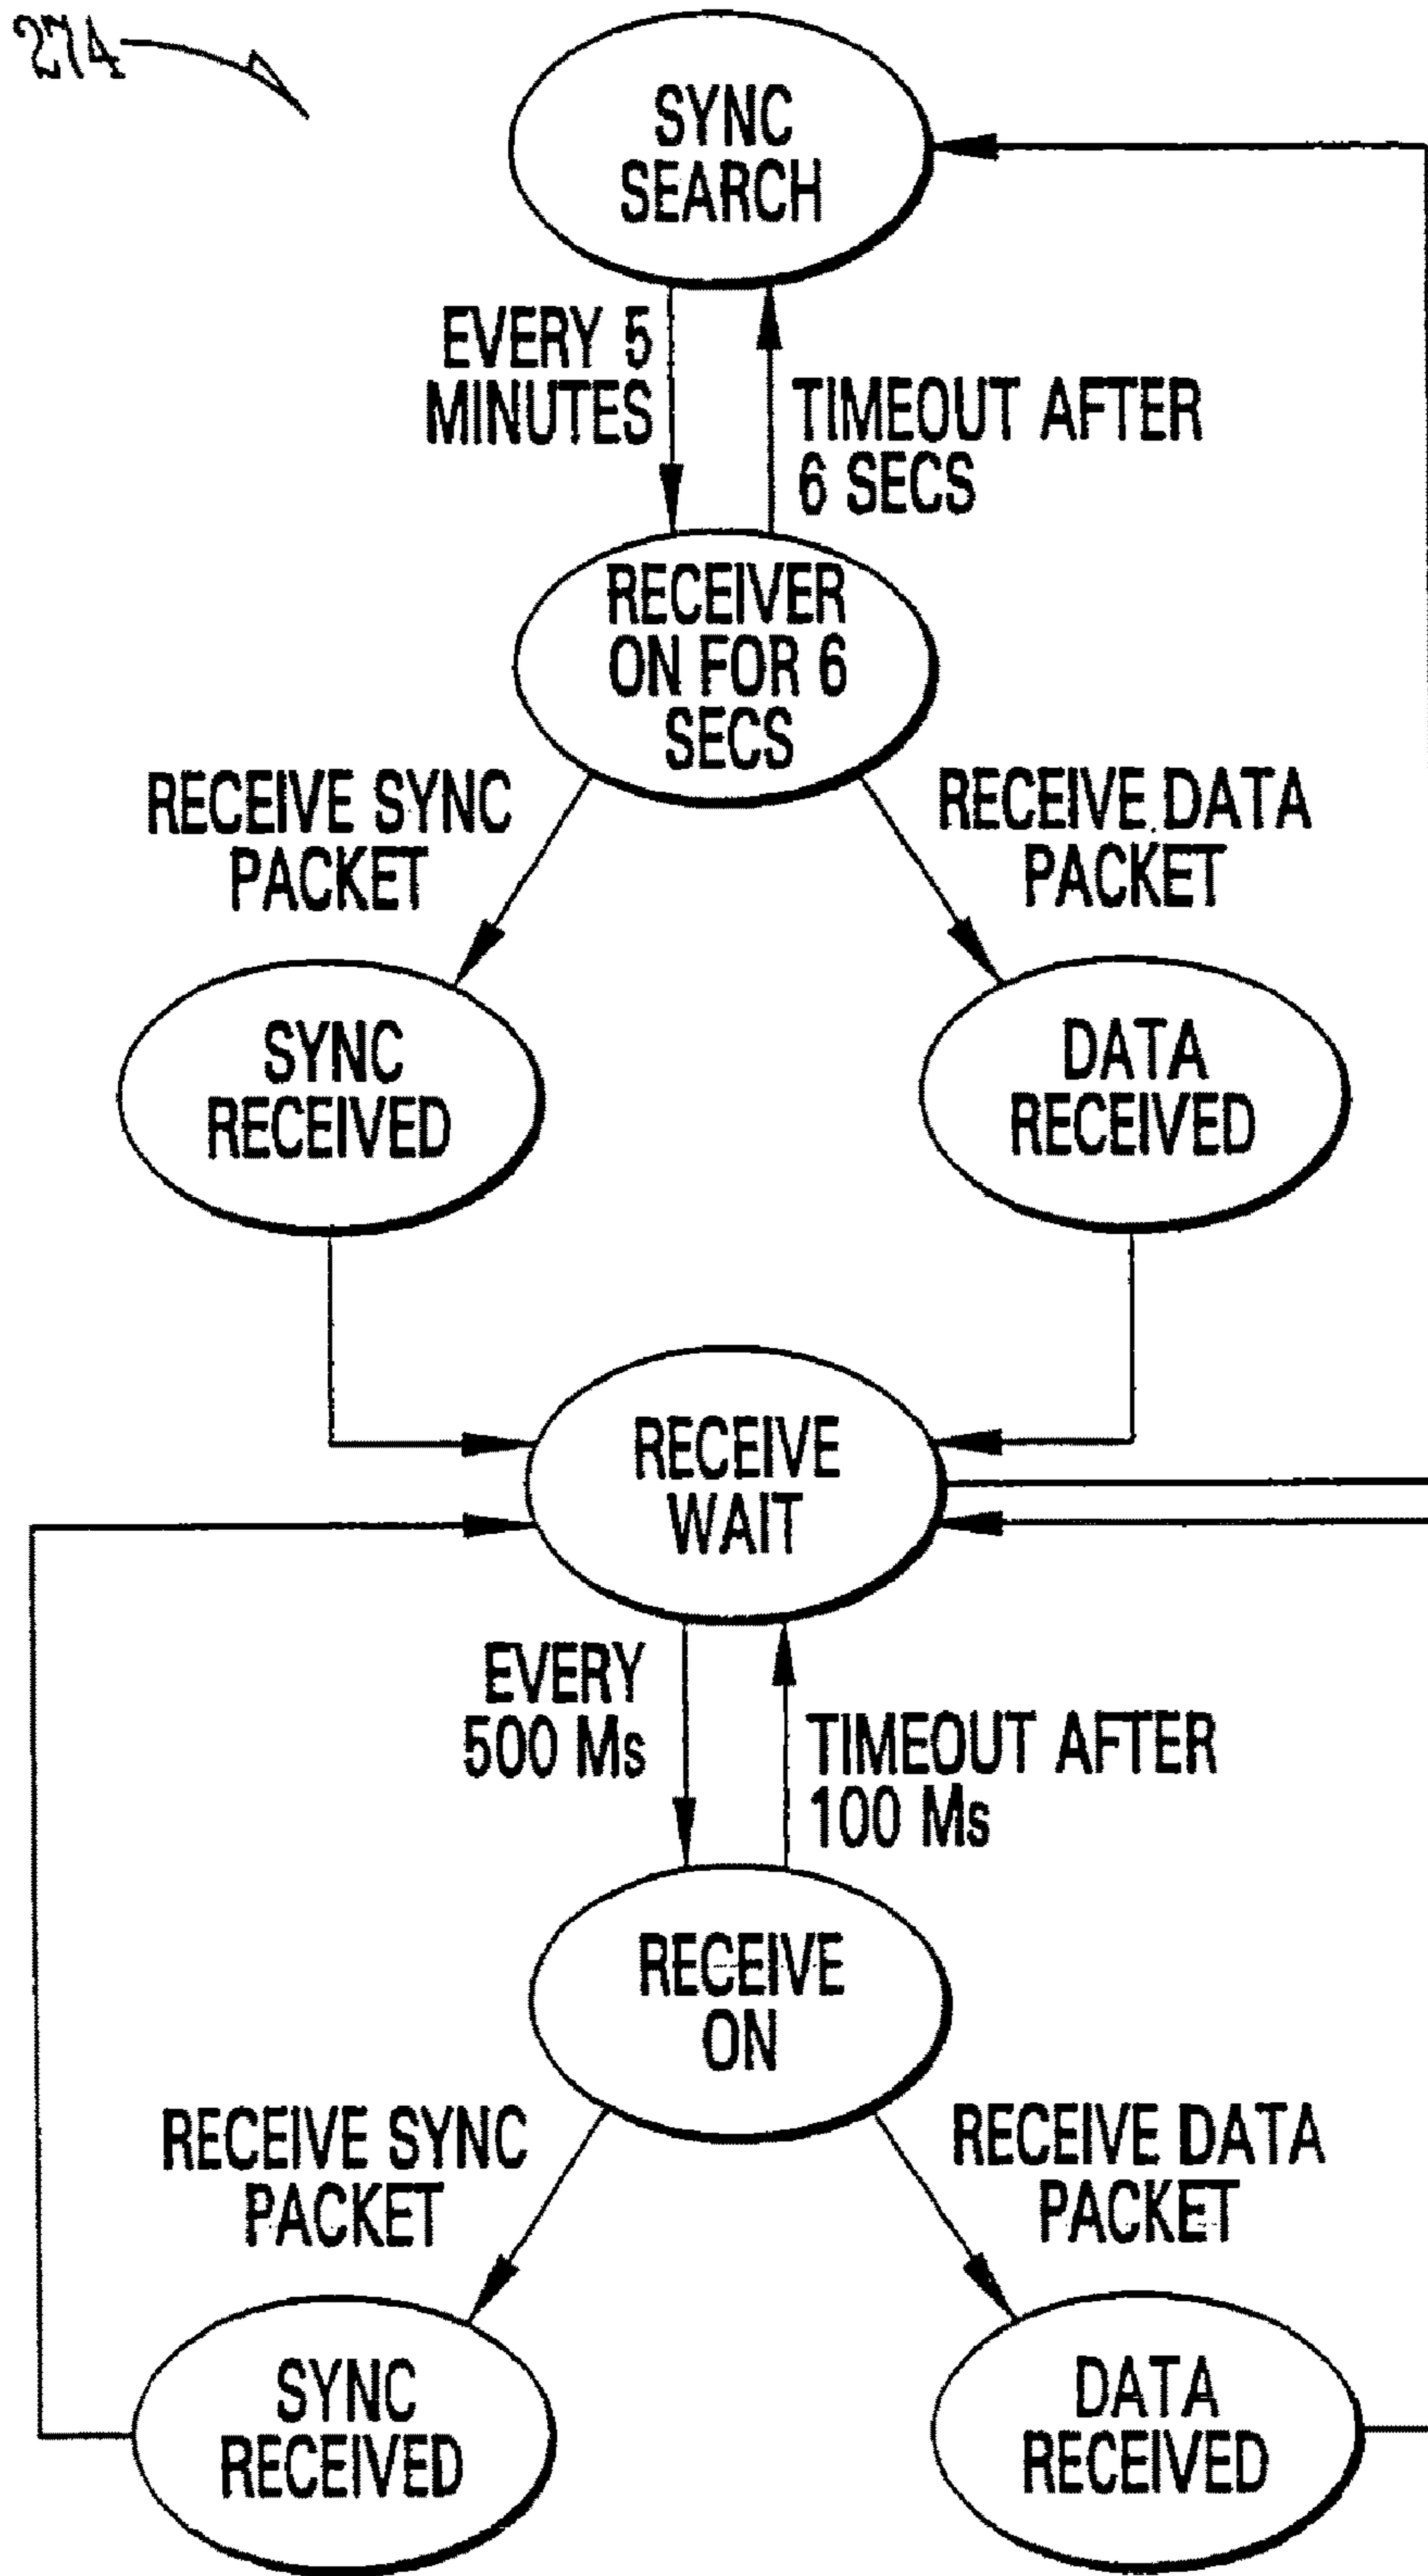 274
SYNC
SEARCH
EVERY 5
MINUTES
TIMEOUT AFTER
6 SECS
RECEIVER
ON FOR 6
SECS
RECEIVE SYNC
PACKET
RECEIVE DATA
PACKET
SYNC
RECEIVED
DATA
RECEIVED
RECEIVE
WAIT
EVERY
500 Ms
TIMEOUT AFTER
100 Ms
RECEIVE
ON
RECEIVE SYNC
PACKET
RECEIVE DATA
PACKET
SYNC
RECEIVED
DATA
RECEIVED